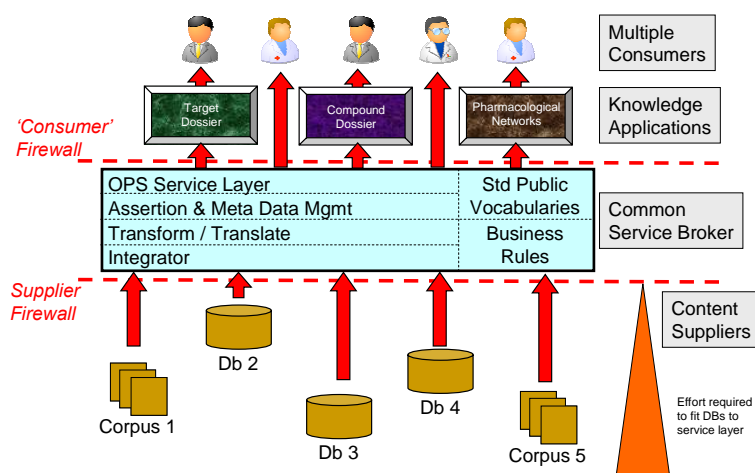 Multiple
Consumers
Target
Dossier
Compound
Dossier
Pharmacological
Networks
Knowledge
Applications
‘Consumer’
Firewall
OPS Service Layer
Assertion & Meta Data Mgmt
Transform / Translate
Integrator
Std Public
Vocabularies
Business
Rules
Common
Service Broker
Supplier
Firewall
Content
Suppliers
Db 2
Corpus 1
Db 3
Db 4
Corpus 5
Effort required
to fit DBs to
service layer